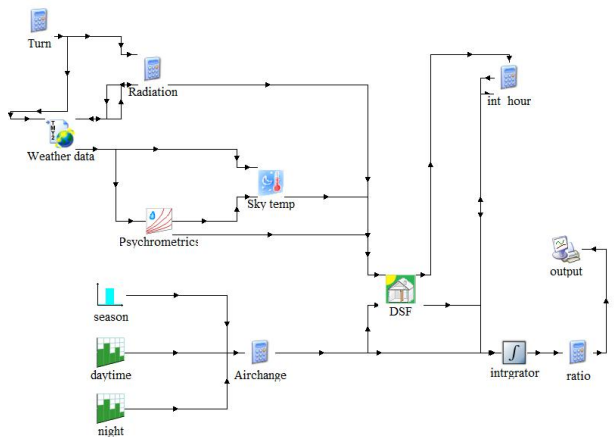 Turn
Radiation
int hour
Weather data
Sky temp
Psychrometrics
output
DSF
season
daytime
Airchange
intrgrator
ratio
night